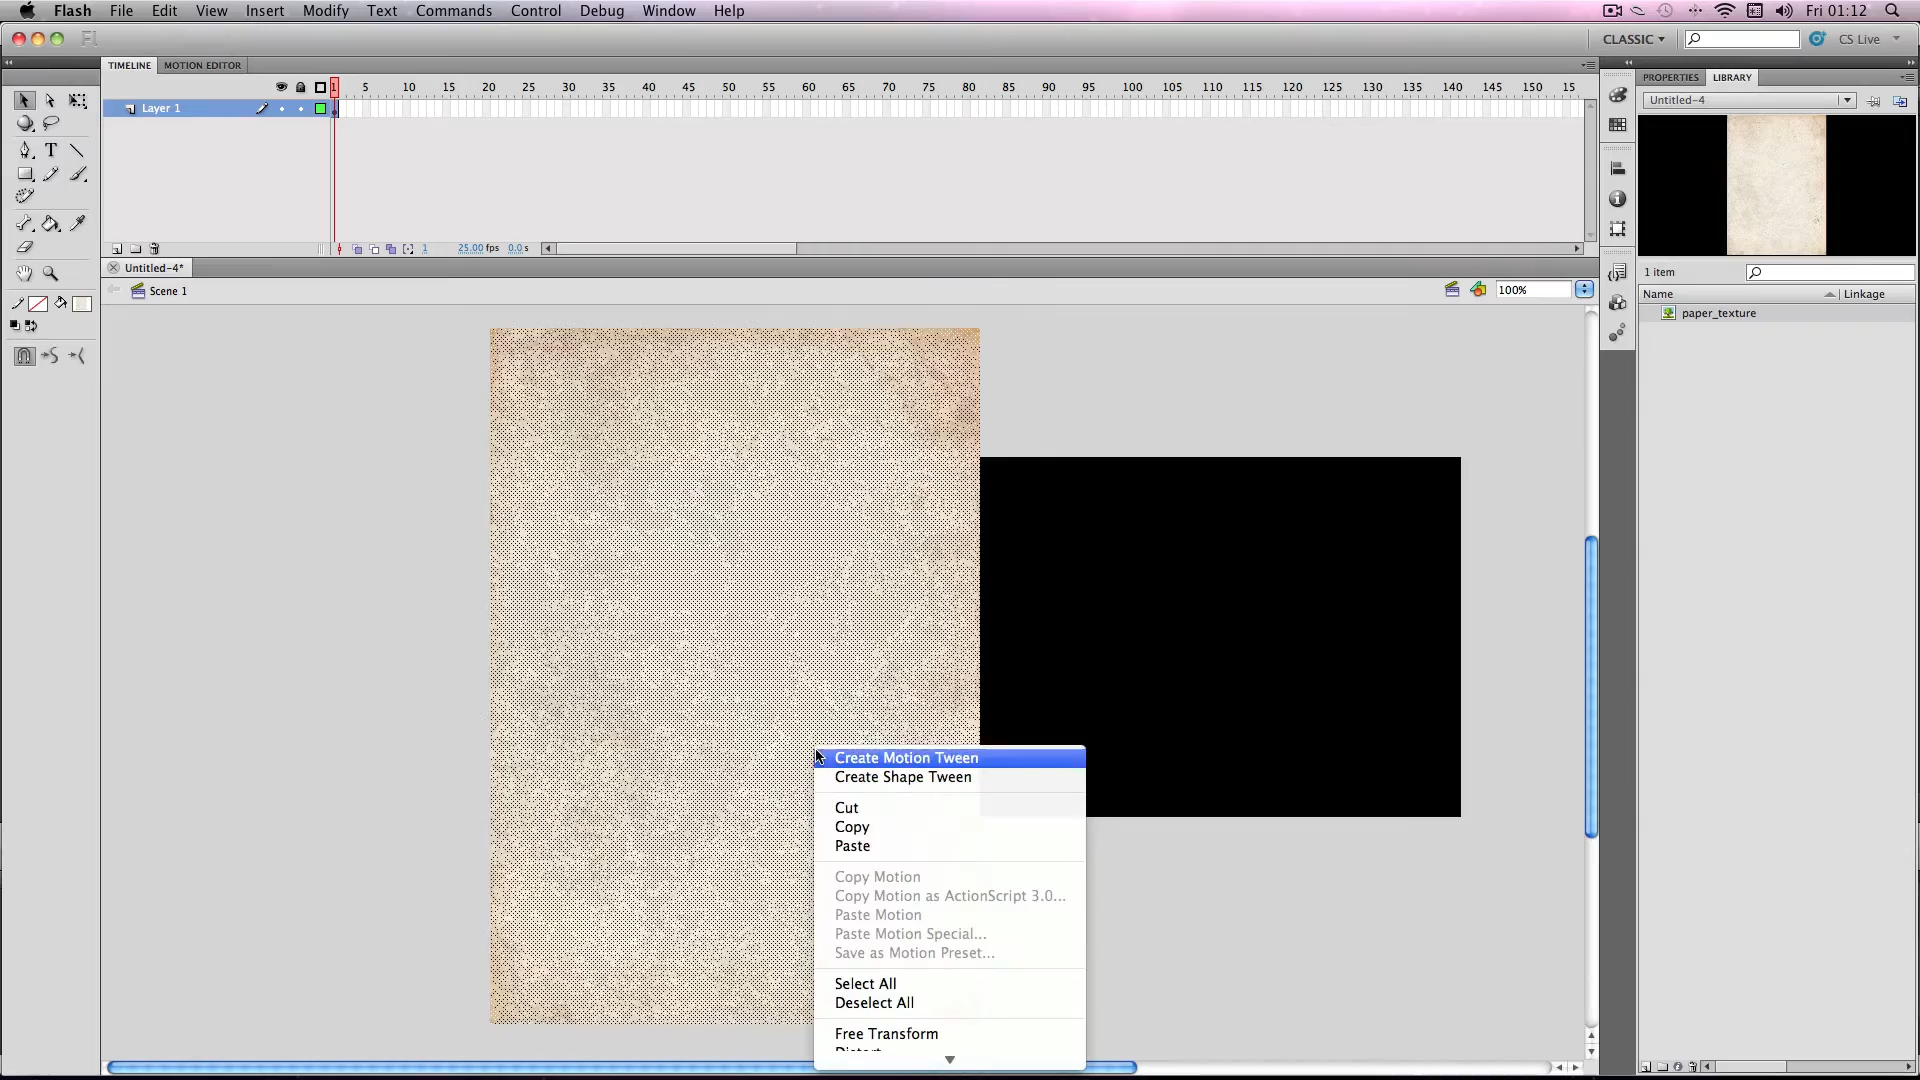 Flash File Edit View Insert Modify Text Commands Control Debug Window Help Fri 01:12
Fl CLASSIC CS Live
TIMELINE MOTION EDITOR
1 5 10 15 20 25 30 35 40 45 50 55 60 65 70 75 80 85 90 95 100 105 110 115 120 125 130 135 140 145 150 15
Layer 1
1 25.00 fps 0.0 s
Untitled-4*
Scene 1 100%
PROPERTIES LIBRARY
Untitled-4
1 item
Name Linkage
paper_texture
Create Motion Tween
Create Shape Tween
Cut
Copy
Paste
Copy Motion
Copy Motion as ActionScript 3.0...
Paste Motion
Paste Motion Special...
Save as Motion Preset...
Select All
Deselect All
Free Transform
Distort